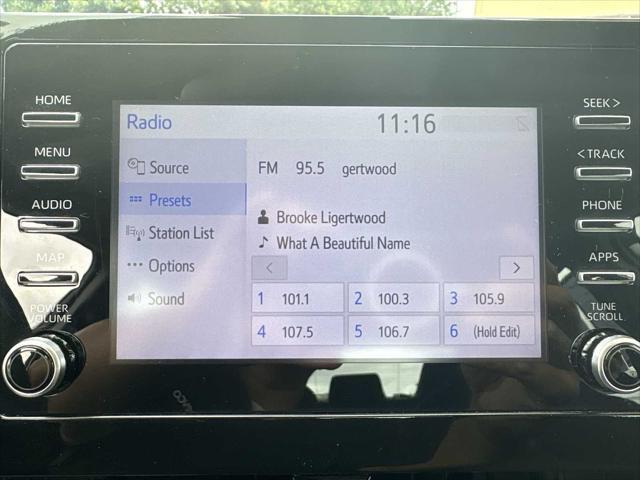 HOME
MENU
AUDIO
MAP
POWER
VOLUME
Radio 11:16
Source
Presets
Station List
Options
Sound
FM 95.5 gertwood
Brooke Ligertwood
What A Beautiful Name
< >
1 101.1 2 100.3 3 105.9
4 107.5 5 106.7 6 (Hold Edit)
SEEK >
< TRACK
PHONE
APPS
TUNE
SCROLL